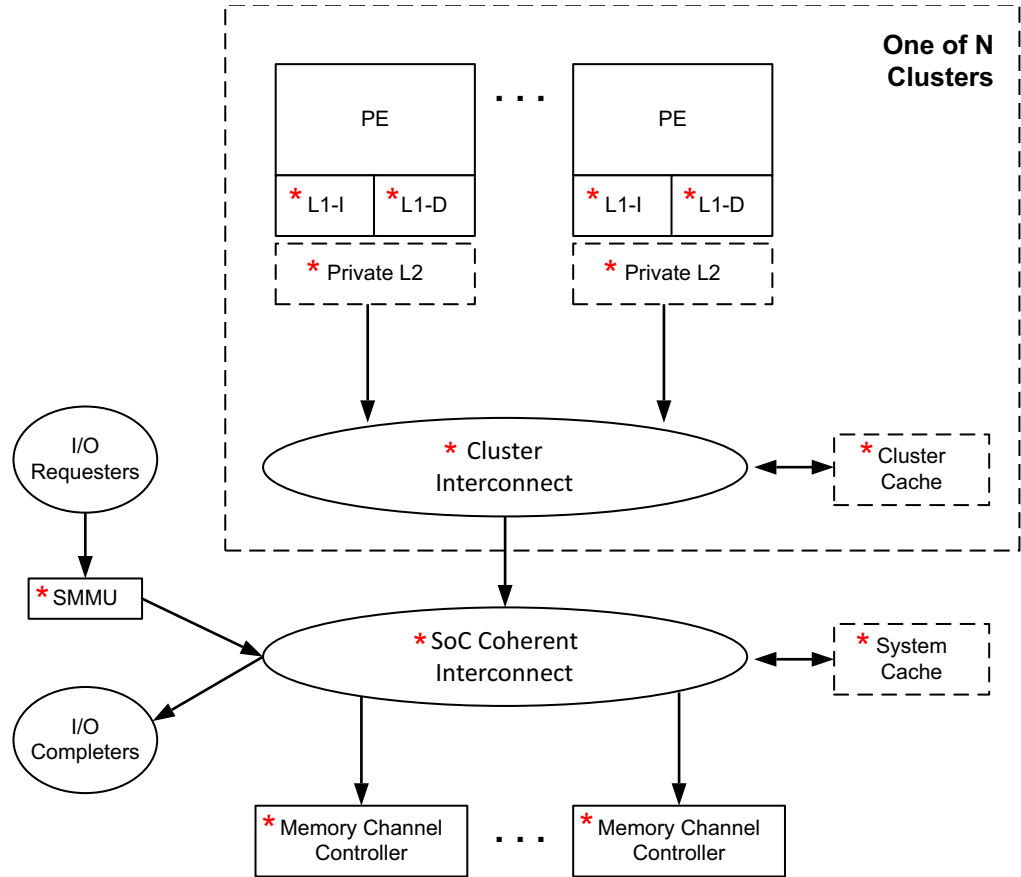 One of N
Clusters
PE
. . .
PE
* L1-I
* L1-D
* L1-I
* L1-D
* Private L2
* Private L2
I/O
Requesters
* Cluster
Interconnect
* Cluster
Cache
* SMMU
* SoC Coherent
Interconnect
* System
Cache
I/O
Completers
* Memory Channel
Controller
. . .
* Memory Channel
Controller